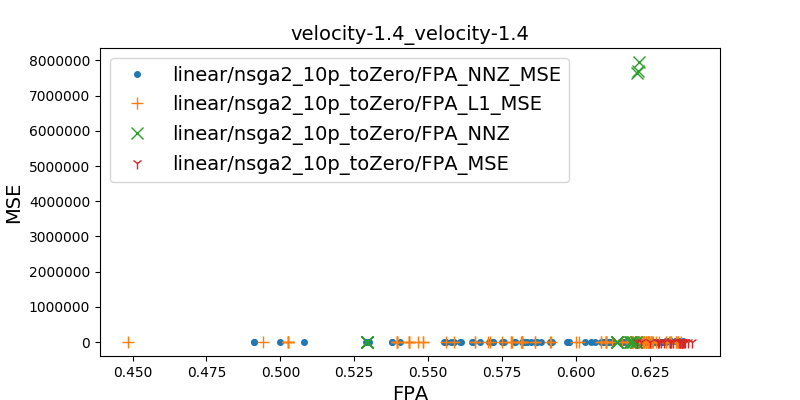 velocity-1.4_velocity-1.4
MSE
8000000
7000000
6000000
5000000
4000000
3000000
2000000
1000000
0
linear/nsga2_10p_toZero/FPA_NNZ_MSE
linear/nsga2_10p_toZero/FPA_L1_MSE
linear/nsga2_10p_toZero/FPA_NNZ
linear/nsga2_10p_toZero/FPA_MSE
0.450 0.475 0.500 0.525 0.550 0.575 0.600 0.625
FPA